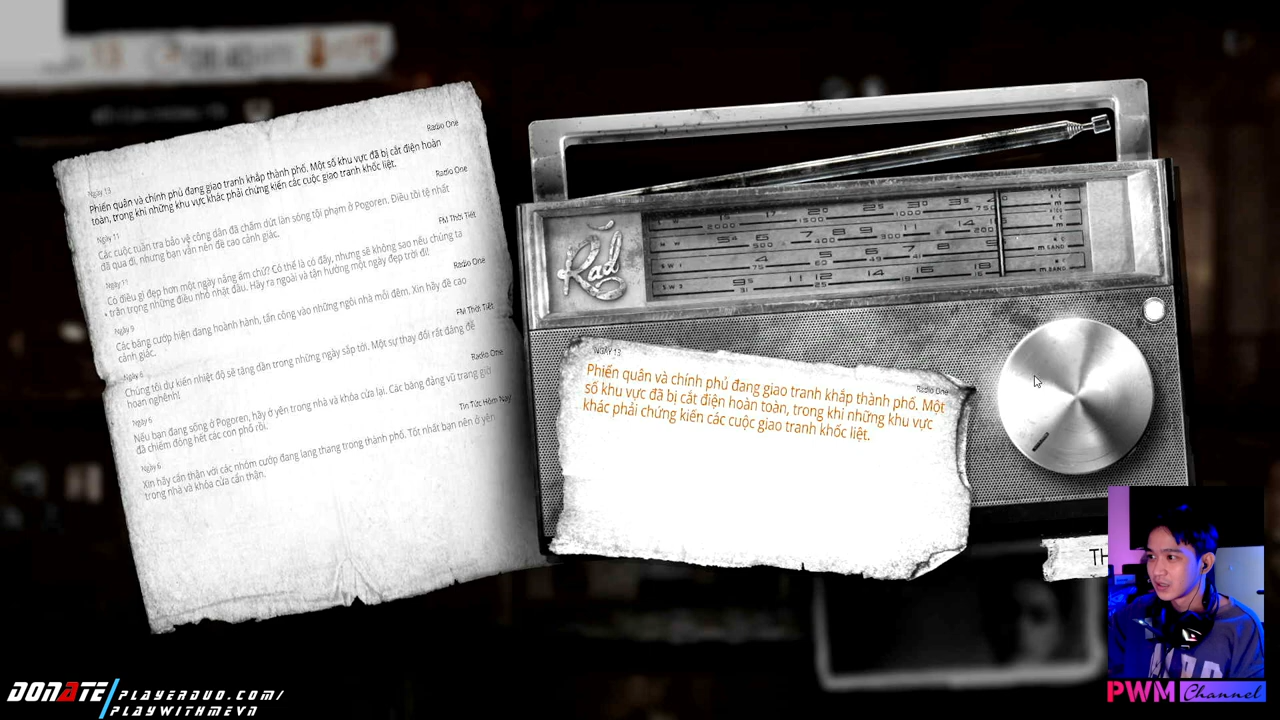 Radio One
Ngày 13
Phiến quân và chính phủ đang giao tranh khắp thành phố. Một số khu vực đã bị cắt điện hoàn
toàn, trong khi những khu vực khác phải chứng kiến các cuộc giao tranh khốc liệt.
Radio One
Ngày 11
Các cuộc tuần tra bảo vệ công dân đã chấm dứt làn sóng tội phạm ở Pogoren. Điều tồi tệ nhất
đã qua đi, nhưng bạn vẫn nên đề cao cảnh giác.
FM Thời Tiết
Ngày 11
Có điều gì đẹp hơn một ngày nắng ấm chứ? Có thể là có đấy, nhưng sẽ không sao nếu chúng ta
trân trọng những điều nhỏ nhặt đâu. Hãy ra ngoài và tận hưởng một ngày đẹp trời đi!
Radio One
Ngày 9
Các băng cướp hiện đang hoành hành, tấn công vào những ngôi nhà mỗi đêm. Xin hãy đề cao
cảnh giác.
FM Thời Tiết
Chúng tôi dự kiến nhiệt độ sẽ tăng dần trong những ngày sắp tới. Một sự thay đổi rất đáng để
hoan nghênh!
Radio One
Ngày 6
Nếu bạn đang sống ở Pogoren, hãy ở yên trong nhà và khóa cửa lại. Các băng đảng vũ trang giờ
đã chiếm đóng hết các con phố rồi.
Tin Tức Hôm Nay
Ngày 6
Xin hãy cẩn thận với các nhóm cướp đang lang thang trong thành phố. Tốt nhất bạn nên ở yên
trong nhà và khóa cửa cẩn thận.
Rad
NGÀY 13
Radio One
Phiến quân và chính phủ đang giao tranh khắp thành phố. Một
số khu vực đã bị cắt điện hoàn toàn, trong khi những khu vực
khác phải chứng kiến các cuộc giao tranh khốc liệt.
TH
DONATE
PLAYERDUO.COM/
PLAYWITHMEVN
PWM Channel